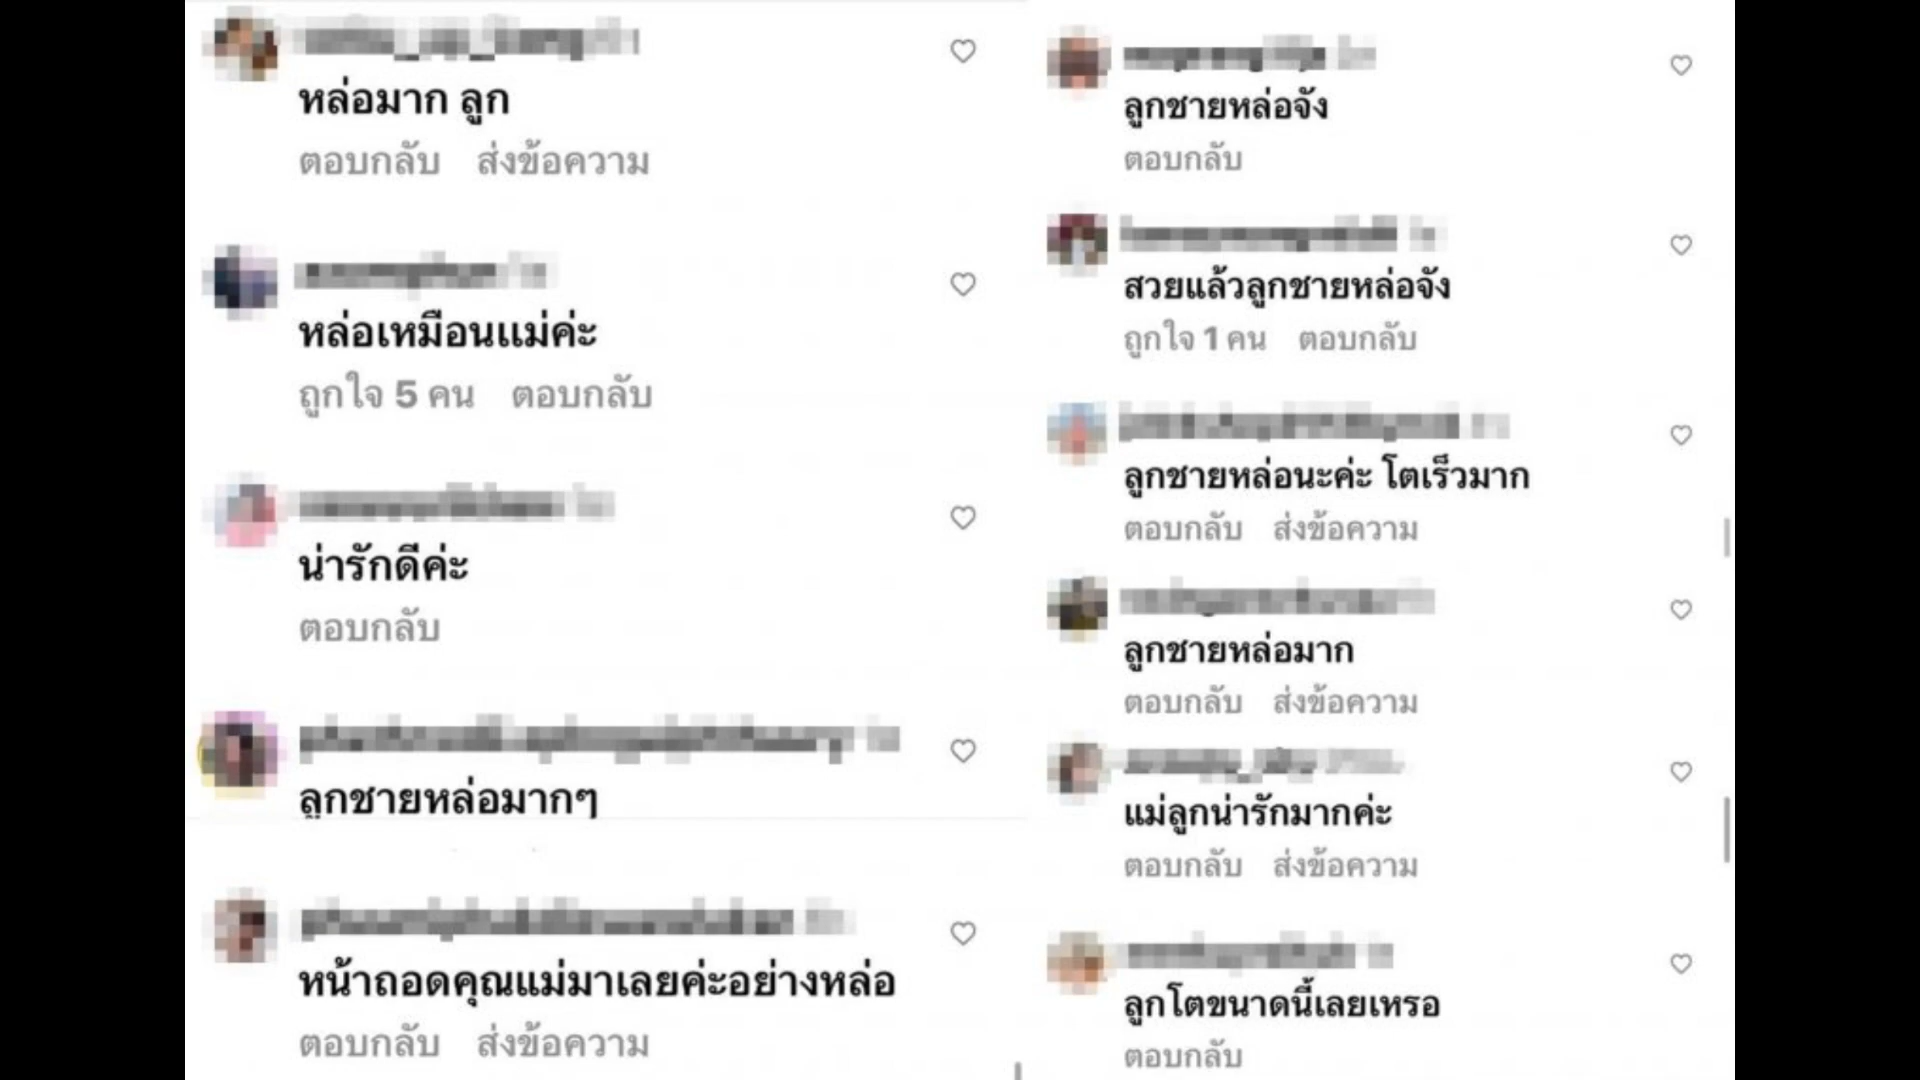 หล่อมาก ลูก
ตอบกลับ ส่งข้อความ
หล่อเหมือนแม่ค่ะ
ถูกใจ 5 คน ตอบกลับ
น่ารักดีค่ะ
ตอบกลับ
ลูกชายหล่อมากๆ
หน้าถอดคุณแม่มาเลยค่ะอย่างหล่อ
ตอบกลับ ส่งข้อความ
ลูกชายหล่อจัง
ตอบกลับ
สวยแล้วลูกชายหล่อจัง
ถูกใจ 1 คน ตอบกลับ
ลูกชายหล่อนะค่ะ โตเร็วมาก
ตอบกลับ ส่งข้อความ
ลูกชายหล่อมาก
ตอบกลับ ส่งข้อความ
แม่ลูกน่ารักมากค่ะ
ตอบกลับ ส่งข้อความ
ลูกโตขนาดนี้เลยเหรอ
ตอบกลับ